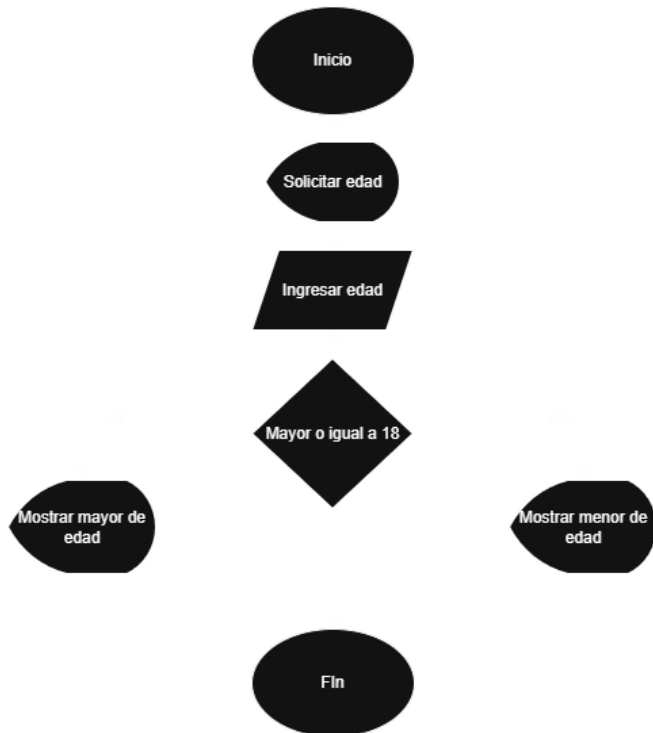 Inicio
Solicitar edad
Ingresar edad
Mayor o igual a 18
Mostrar mayor de
edad
Mostrar menor de
edad
FIn